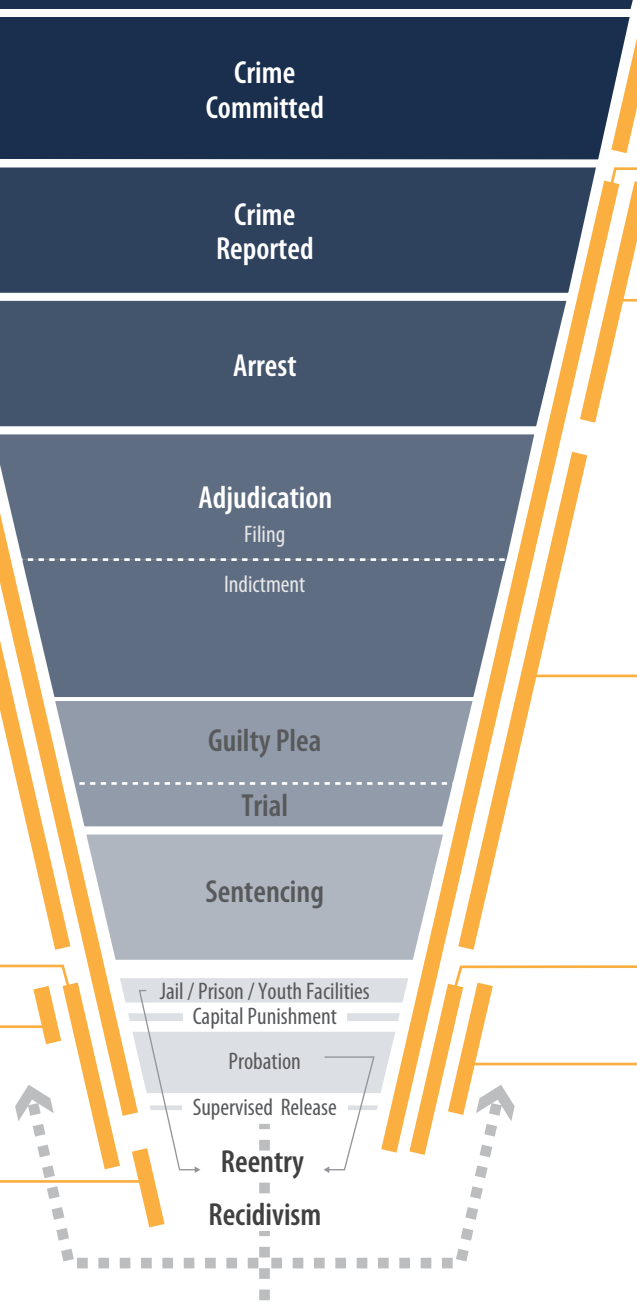 Crime
Committed
Crime
Reported
Arrest
Adjudication
Filing
Indictment
Guilty Plea
Trial
Sentencing
Jail / Prison / Youth Facilities
Capital Punishment
Probation
Supervised Release
Reentry
Recidivism